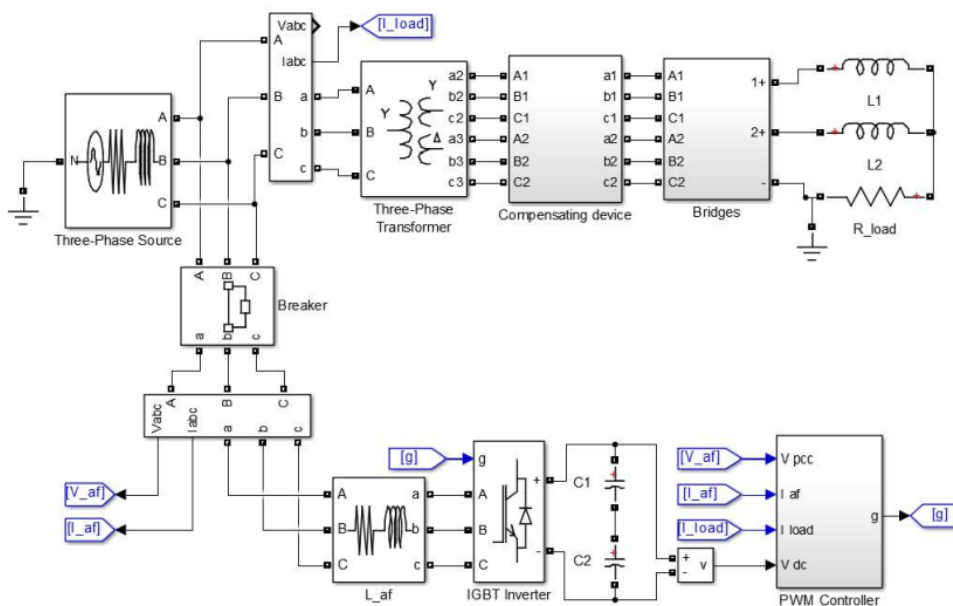 Vabc
Iabc
A
B
C
a
b
c
[I_load]
N
A
B
C
Three-Phase Source
A
B
C
Y
Y
Δ
a2
b2
c2
a3
b3
c3
Three-Phase
Transformer
A1
B1
C1
A2
B2
C2
a1
b1
c1
a2
b2
c2
Compensating device
A1
B1
C1
A2
B2
C2
1+
2+
-
Bridges
+
L1
+
L2
+
R_load
A
B
C
a
b
c
Breaker
A
B
C
Vabc
Iabc
a
b
c
[V_af]
[I_af]
A
B
C
a
b
c
L_af
[g]
g
A
B
C
+
-
IGBT Inverter
+
C1
+
C2
+
-
v
[V_af]
[I_af]
[I_load]
V pcc
I af
I load
V dc
g
PWM Controller
[g]